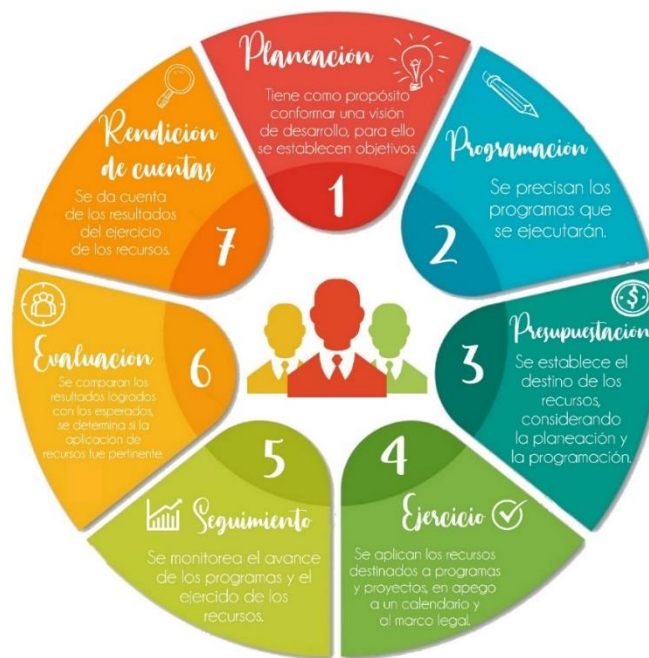 Planeación
Tiene como propósito
conformar una visión
de desarrollo, para ello
se establecen objetivos.
1
Programación
Se precisan los
programas que
se ejecutarán.
2
Presupuestación
Se establece el
destino de los
recursos,
considerando
la planeación y
la programación.
3
Ejercicio
Se aplican los recursos
destinados a programas
y proyectos, en apego
a un calendario y
al marco legal.
4
Seguimiento
Se monitorea el avance
de los programas y el
ejercido de los
recursos.
5
Evaluación
Se comparan los
resultados logrados
con los esperados,
se determina si la
aplicación de
recursos fue pertinente.
6
Rendición
de cuentas
Se da cuenta
de los resultados
del ejercicio
de los recursos.
7